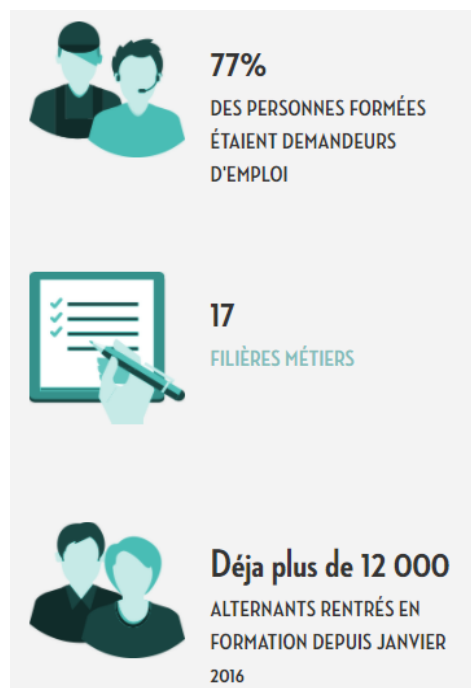 77%
DES PERSONNES FORMÉES
ÉTAIENT DEMANDEURS
D'EMPLOI
17
FILIÈRES MÉTIERS
Déja plus de 12 000
ALTERNANTS RENTRÉS EN
FORMATION DEPUIS JANVIER
2016